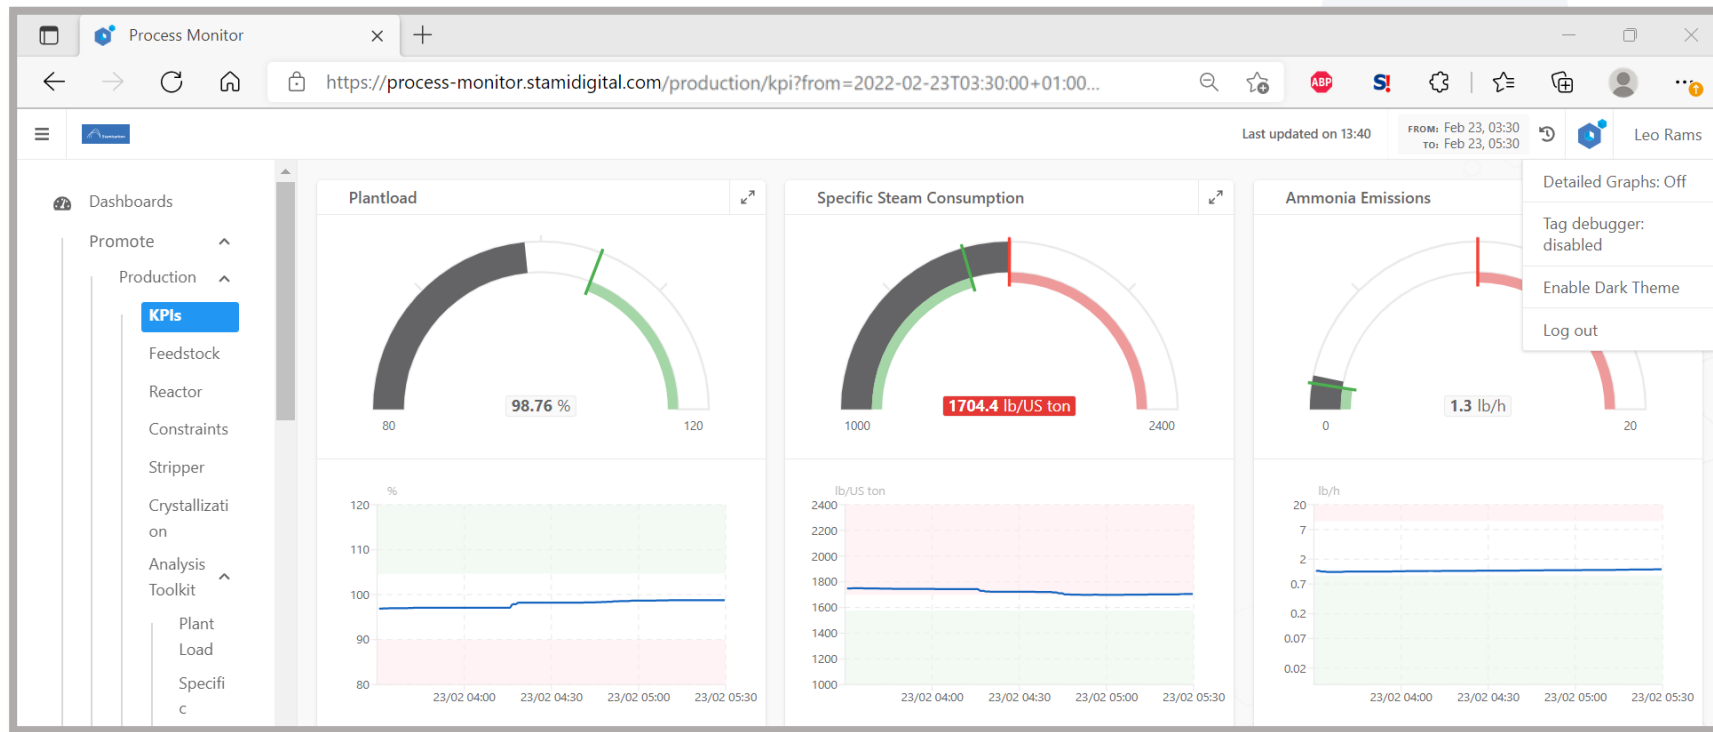 Process Monitor
https://process-monitor.stamidigital.com/production/kpi?from=2022-02-23T03:30:00+01:00...
ABP
S!
Last updated on 13:40
FROM: Feb 23, 03:30
TO: Feb 23, 05:30
Leo Rams
Detailed Graphs: Off
Tag debugger:
disabled
Enable Dark Theme
Log out
Dashboards
Promote
Production
KPIs
Feedstock
Reactor
Constraints
Stripper
Crystallizati
on
Analysis
Toolkit
Plant
Load
Specifi
c
Plantload
98.76 %
80
120
%
120
110
100
90
80
23/02 04:00 23/02 04:30 23/02 05:00 23/02 05:30
Specific Steam Consumption
1704.4 lb/US ton
1000
2400
lb/US ton
2400
2200
2000
1800
1600
1400
1200
1000
23/02 04:00 23/02 04:30 23/02 05:00 23/02 05:30
Ammonia Emissions
1.3 lb/h
0
20
lb/h
20
7
2
0.7
0.2
0.07
0.02
23/02 04:00 23/02 04:30 23/02 05:00 23/02 05:30